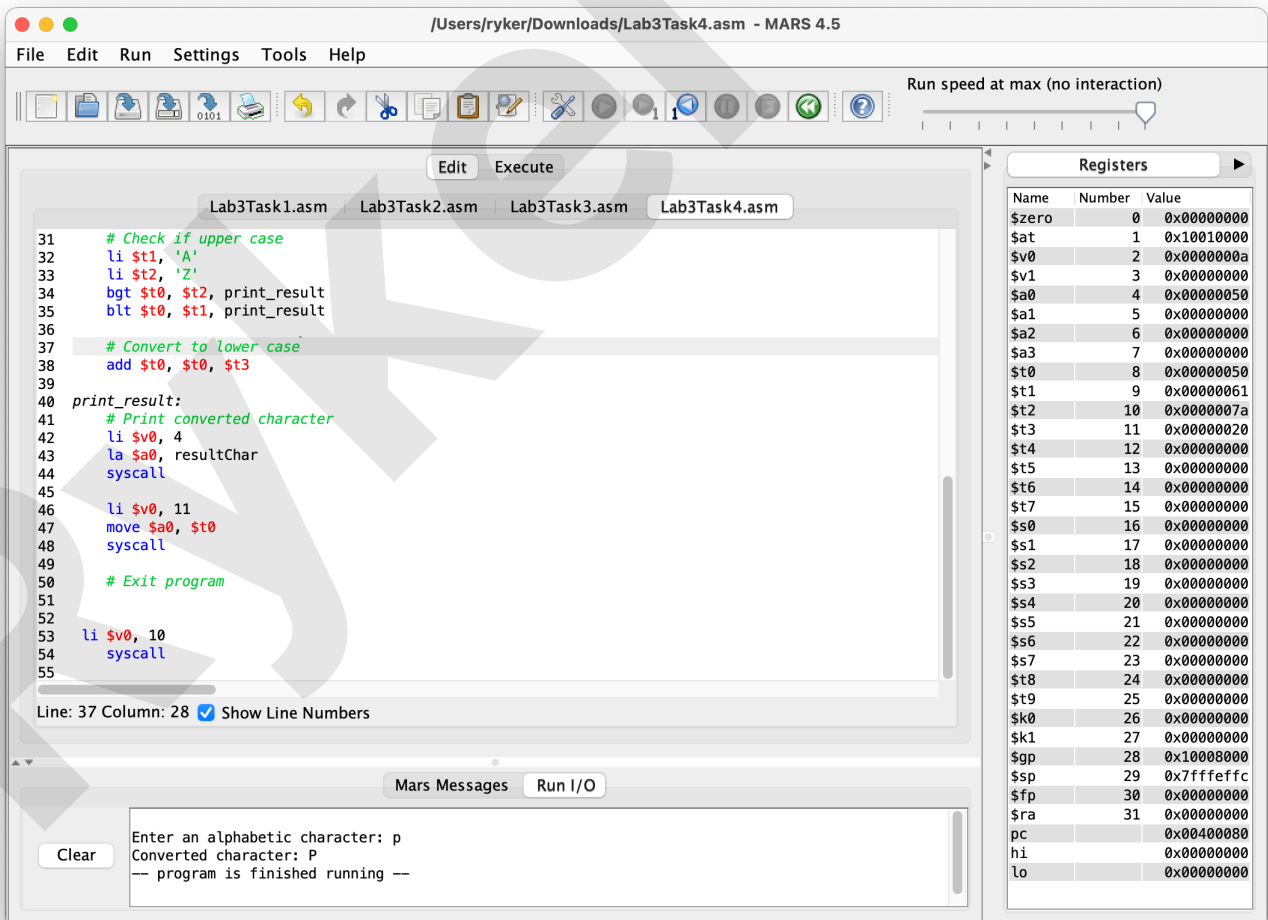 /Users/ryker/Downloads/Lab3Task4.asm - MARS 4.5
File Edit Run Settings Tools Help
Run speed at max (no interaction)
Edit Execute
Lab3Task1.asm Lab3Task2.asm Lab3Task3.asm Lab3Task4.asm
31 # Check if upper case
32 li $t1, 'A'
33 li $t2, 'Z'
34 bgt $t0, $t2, print_result
35 blt $t0, $t1, print_result
36
37 # Convert to lower case
38 add $t0, $t0, $t3
39
40 print_result:
41 # Print converted character
42 li $v0, 4
43 la $a0, resultChar
44 syscall
45
46 li $v0, 11
47 move $a0, $t0
48 syscall
49
50 # Exit program
51
52
53 li $v0, 10
54 syscall
55
Line: 37 Column: 28 Show Line Numbers
Mars Messages Run I/O
Clear
Enter an alphabetic character: p
Converted character: P
-- program is finished running --
Registers
Name Number Value
$zero 0 0x00000000
$at 1 0x10010000
$v0 2 0x0000000a
$v1 3 0x00000000
$a0 4 0x00000050
$a1 5 0x00000000
$a2 6 0x00000000
$a3 7 0x00000000
$t0 8 0x00000050
$t1 9 0x00000061
$t2 10 0x0000007a
$t3 11 0x00000020
$t4 12 0x00000000
$t5 13 0x00000000
$t6 14 0x00000000
$t7 15 0x00000000
$s0 16 0x00000000
$s1 17 0x00000000
$s2 18 0x00000000
$s3 19 0x00000000
$s4 20 0x00000000
$s5 21 0x00000000
$s6 22 0x00000000
$s7 23 0x00000000
$t8 24 0x00000000
$t9 25 0x00000000
$k0 26 0x00000000
$k1 27 0x00000000
$gp 28 0x10008000
$sp 29 0x7fffeffc
$fp 30 0x00000000
$ra 31 0x00000000
pc 0x00400080
hi 0x00000000
lo 0x00000000
Ryker